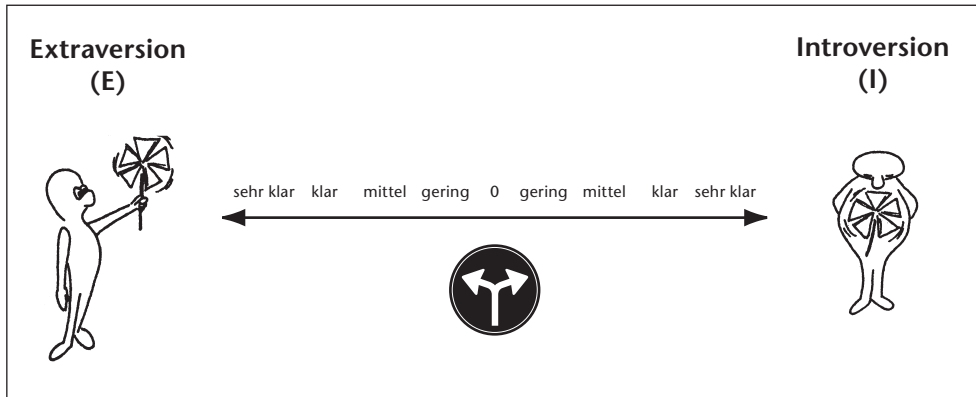 Extraversion
(E)
Introversion
(I)
sehr klar klar mittel gering 0 gering mittel klar sehr klar